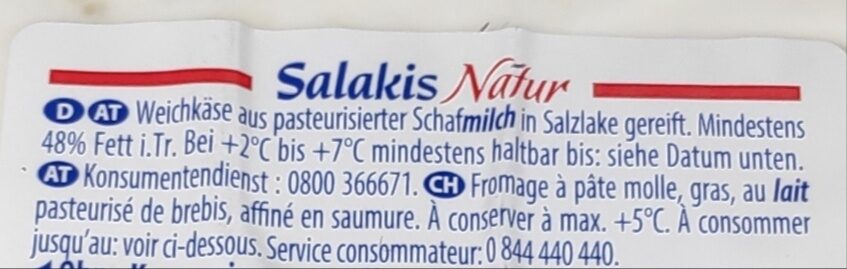 Salakis Natur
D AT Weichkäse aus pasteurisierter Schafmilch in Salzlake gereift. Mindestens
48% Fett i.Tr. Bei +2°C bis +7°C mindestens haltbar bis: siehe Datum unten.
AT Konsumentendienst : 0800 366671. CH Fromage à pâte molle, gras, au lait
pasteurisé de brebis, affiné en saumure. À conserver à max. +5°C. À consommer
jusqu'au: voir ci-dessous. Service consommateur: 0 844 440 440.